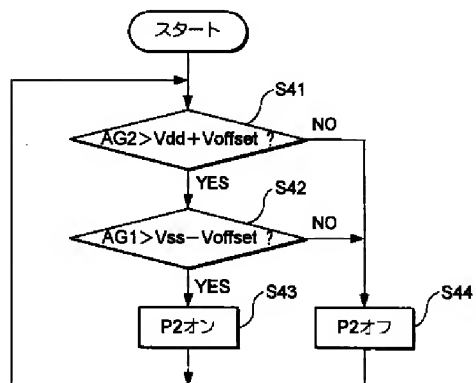 スタート
S41
AG2>Vdd+Voffset ?
NO
YES
S42
AG1>Vss−Voffset ?
NO
YES
S43
S44
P2オン
P2オフ